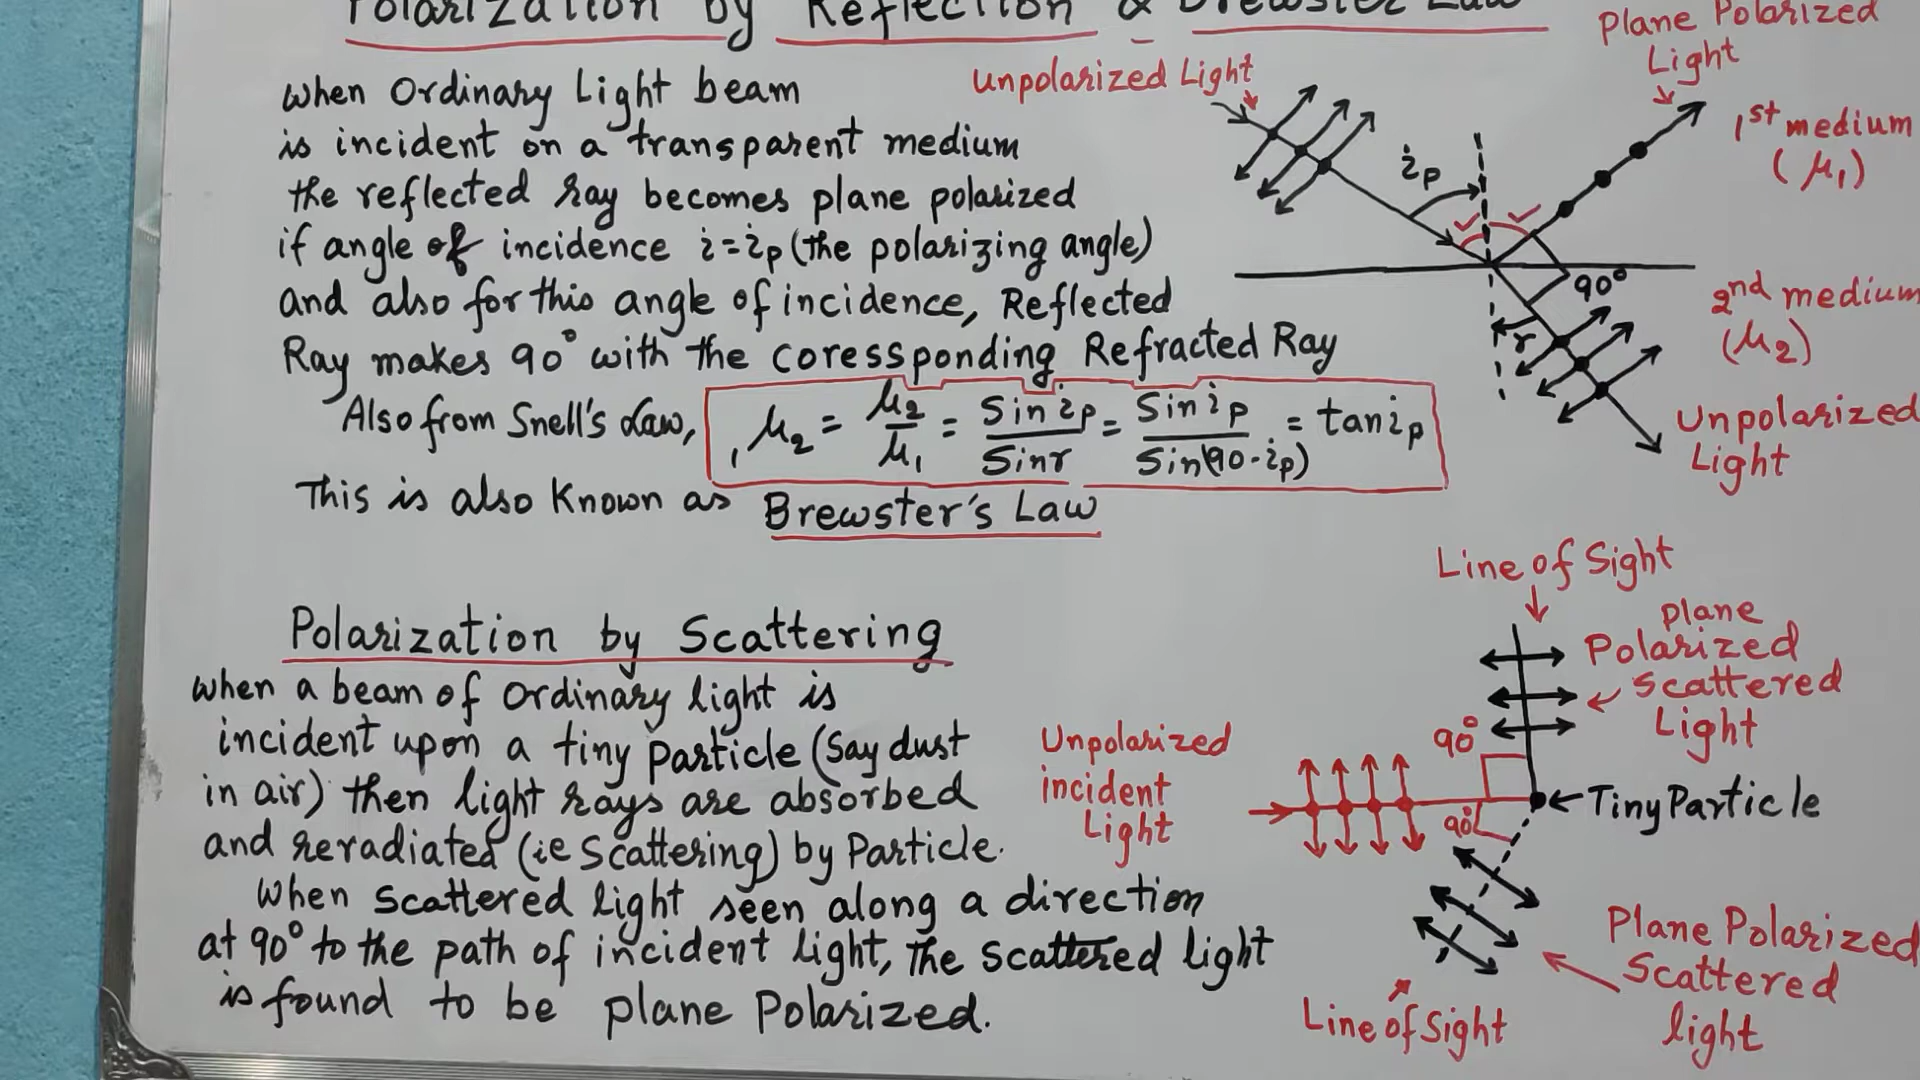 Polarization by Reflection & Brewster Law
when Ordinary Light beam
is incident on a transparent medium
the reflected ray becomes plane polarized
if angle of incidence i=ip (the polarizing angle)
and also for this angle of incidence, Reflected
Ray makes 90° with the coressponding Refracted Ray
Also from Snell's Law, ₁μ₂ = μ₂/μ₁ = Sin ip/Sinr = Sin ip/Sin(90-ip) = tan ip
This is also Known as Brewster's Law
Unpolarized Light
Plane Polarized
Light
1st medium
(μ₁)
ip
90°
r
2nd medium
(μ₂)
Unpolarized
Light
Polarization by Scattering
when a beam of ordinary light is
incident upon a tiny particle (Say dust
in air) then light rays are absorbed
and reradiated (ie Scattering) by Particle.
When scattered light seen along a direction
at 90° to the path of incident light, the scattered light
is found to be plane Polarized.
Line of Sight
plane
Polarized
scattered
Light
90°
Unpolarized
incident
Light
Tiny Particle
90°
Plane Polarized
Scattered
light
Line of Sight